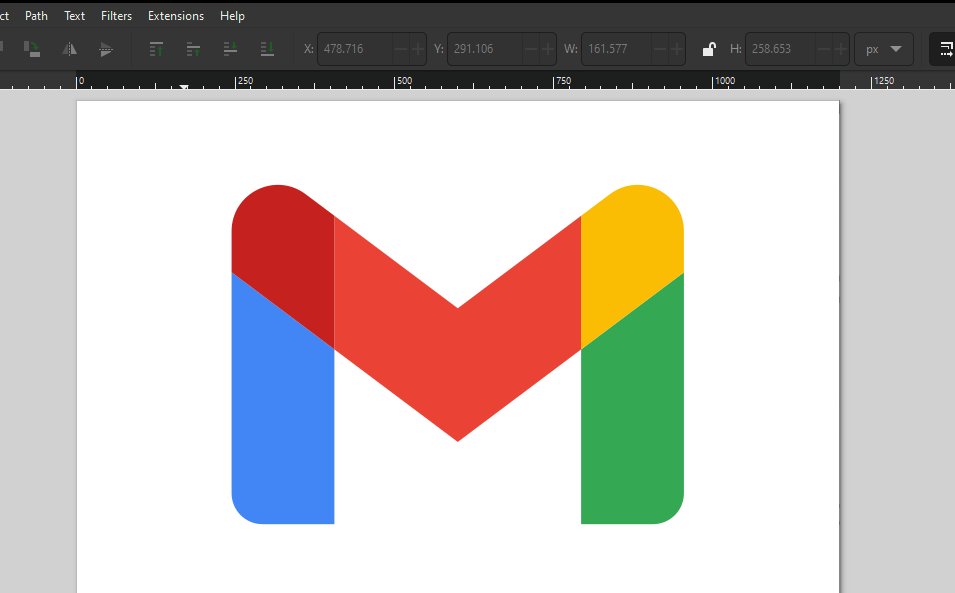 ct Path Text Filters Extensions Help
X: 478.716 Y: 291.106 W: 161.577 H: 258.653 px
0 250 500 750 1000 1250